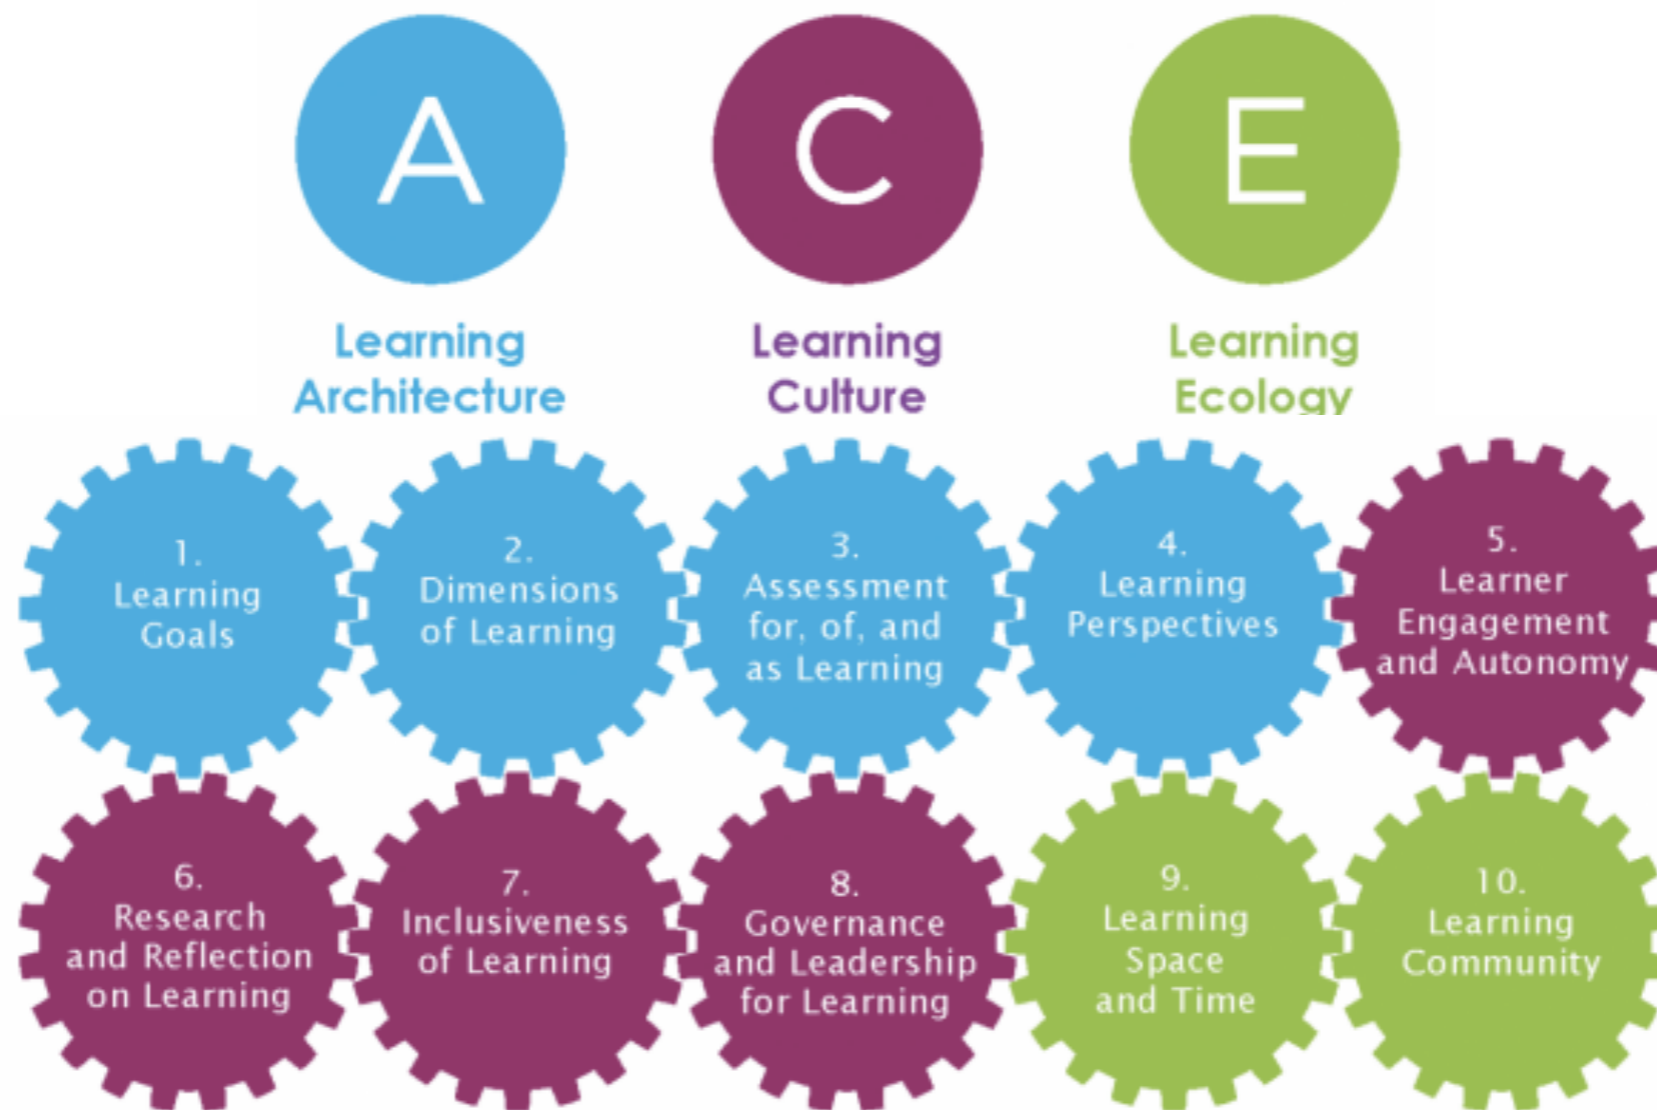 A
C
E
Learning
Architecture
Learning
Culture
Learning
Ecology
1.
Learning
Goals
2.
Dimensions
of Learning
3.
Assessment
for, of, and
as Learning
4.
Learning
Perspectives
5.
Learner
Engagement
and Autonomy
6.
Research
and Reflection
on Learning
7.
Inclusiveness
of Learning
8.
Governance
and Leadership
for Learning
9.
Learning
Space
and Time
10.
Learning
Community